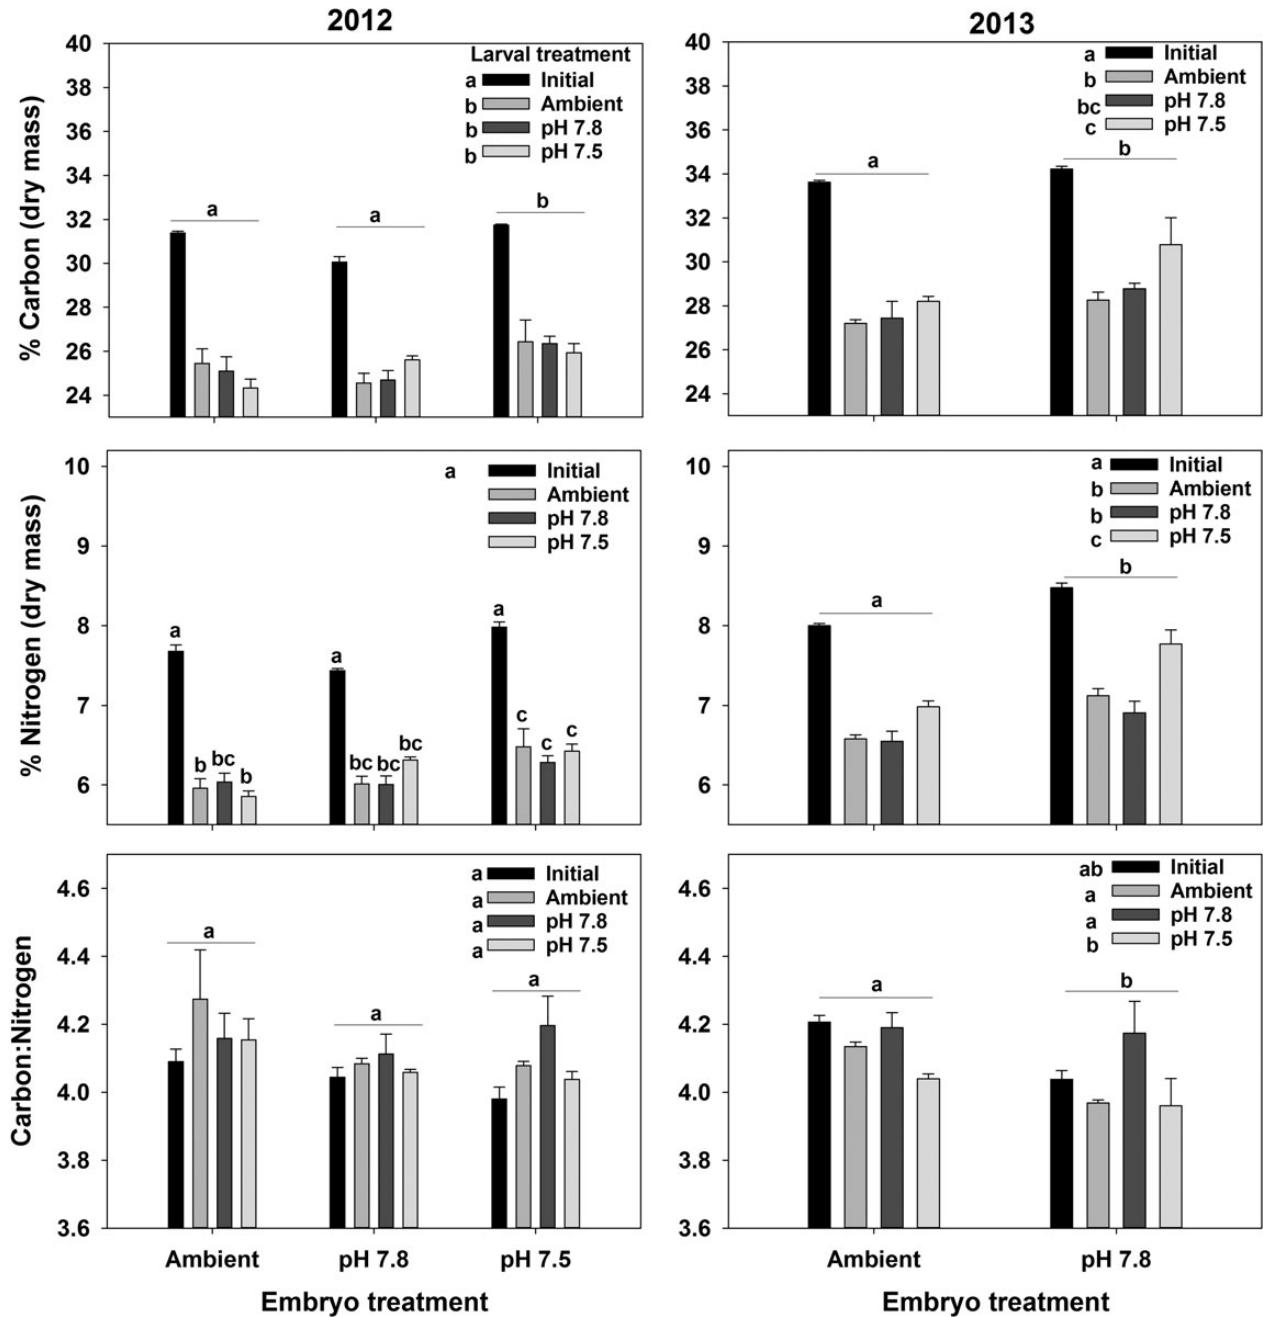 2012
2013
% Carbon (dry mass)
40
38
36
34
32
30
28
26
24
Larval treatment
a Initial
b Ambient
b pH 7.8
b pH 7.5
a
a
b
40
38
36
34
32
30
28
26
24
a Initial
b Ambient
bc pH 7.8
c pH 7.5
a
b
% Nitrogen (dry mass)
10
9
8
7
6
a Initial
Ambient
pH 7.8
pH 7.5
a
b
bc
b
a
bc
bc
bc
a
c
c
c
10
9
8
7
6
a Initial
b Ambient
b pH 7.8
c pH 7.5
a
b
Carbon:Nitrogen
4.6
4.4
4.2
4.0
3.8
3.6
a Initial
a Ambient
a pH 7.8
a pH 7.5
a
a
a
Ambient pH 7.8 pH 7.5
Embryo treatment
4.6
4.4
4.2
4.0
3.8
3.6
ab Initial
a Ambient
a pH 7.8
b pH 7.5
a
b
Ambient pH 7.8
Embryo treatment